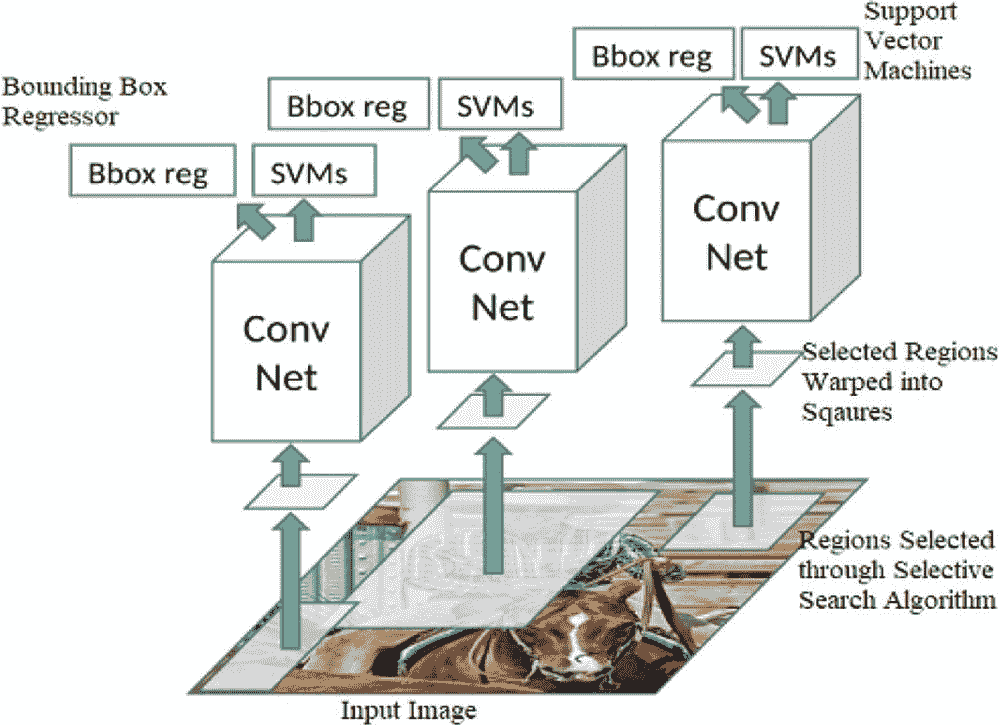 Support
Vector
Machines
Bbox reg
SVMs
Bounding Box
Regressor
Bbox reg
SVMs
Bbox reg
SVMs
Conv
Net
Conv
Net
Conv
Net
Selected Regions
Warped into
Sqaures
Regions Selected
through Selective
Search Algorithm
Input Image